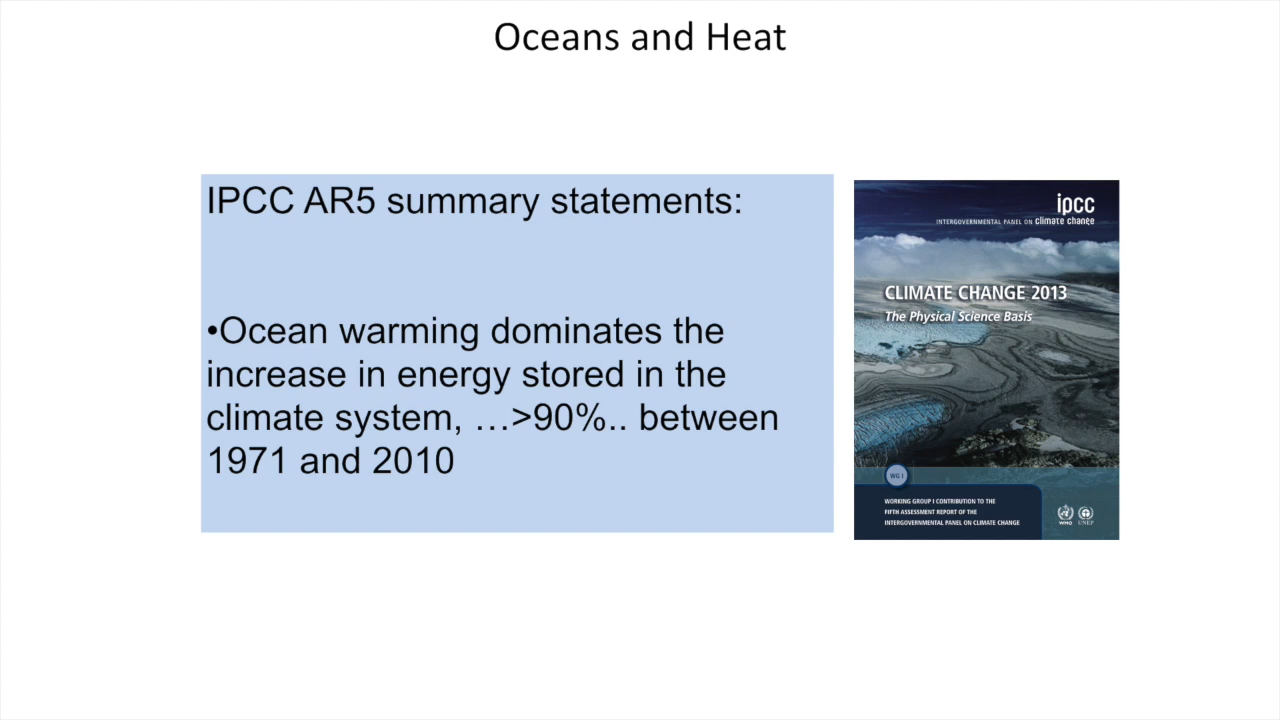 Oceans and Heat
IPCC AR5 summary statements:
•Ocean warming dominates the
increase in energy stored in the
climate system, …>90%.. between
1971 and 2010
ipcc
INTERGOVERNMENTAL PANEL ON climate change
CLIMATE CHANGE 2013
The Physical Science Basis
WG I
WORKING GROUP I CONTRIBUTION TO THE
FIFTH ASSESSMENT REPORT OF THE
INTERGOVERNMENTAL PANEL ON CLIMATE CHANGE
WMO UNEP